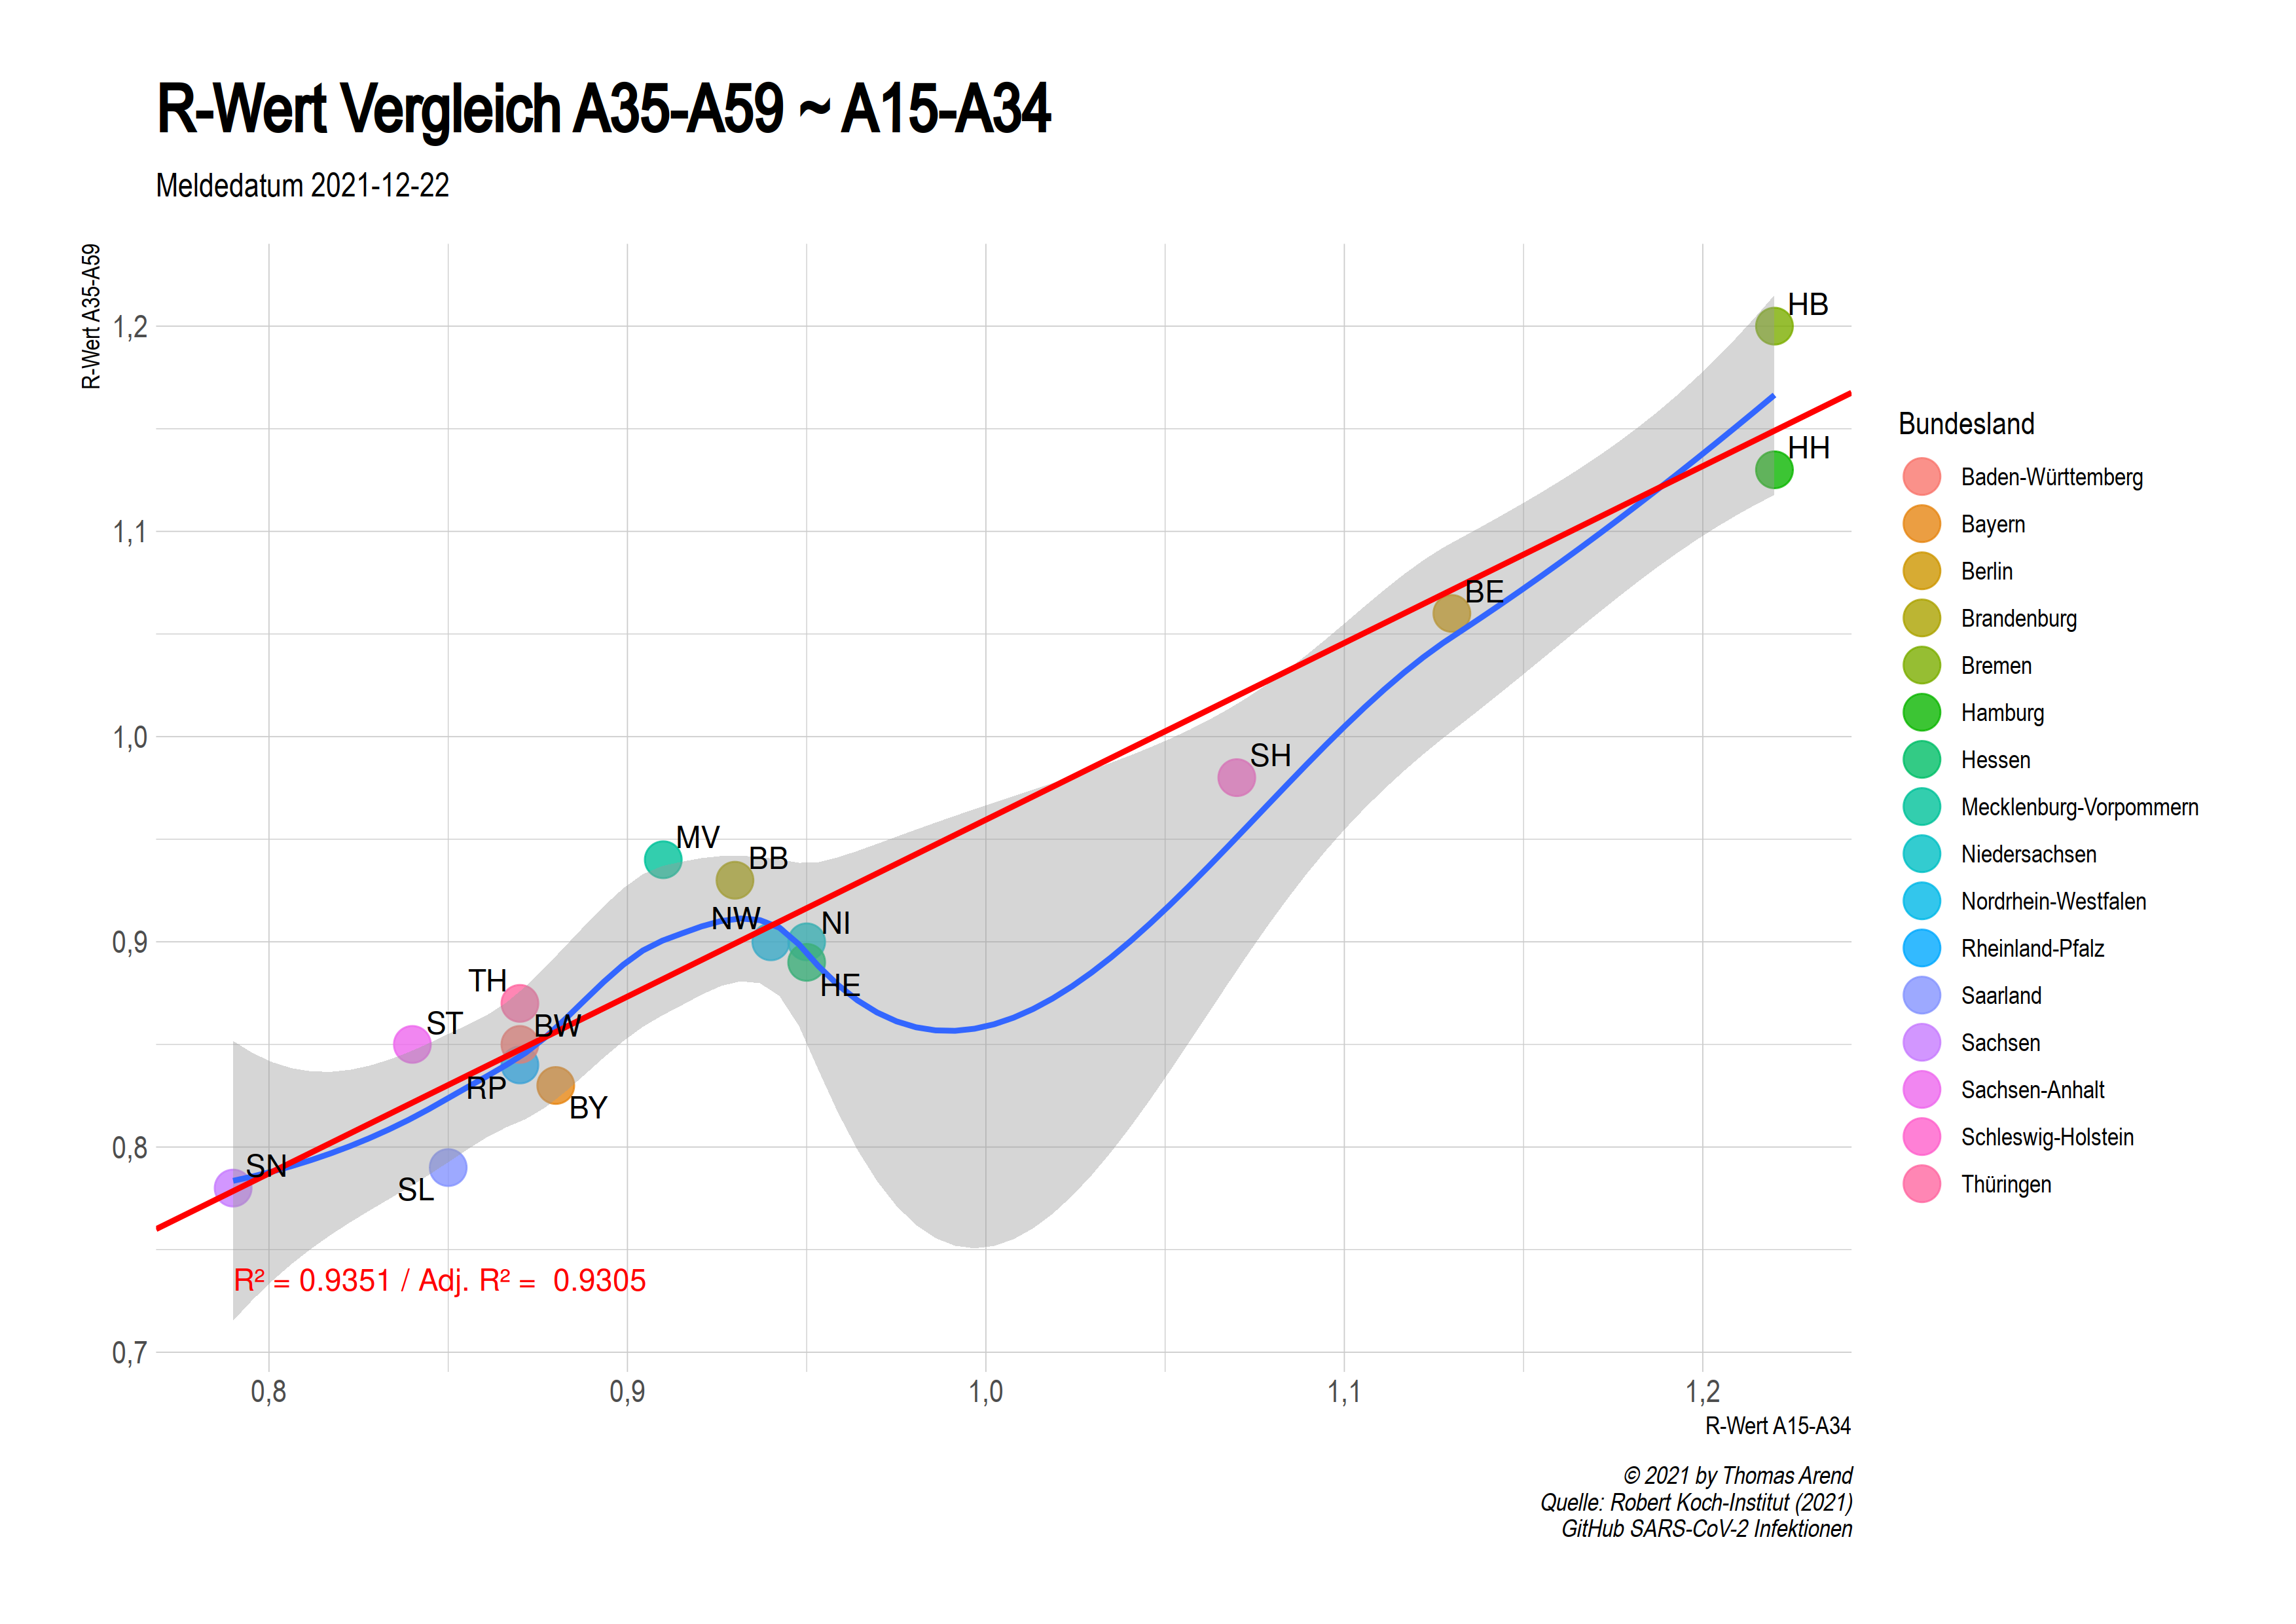 R-Wert Vergleich A35-A59 ~ A15-A34
Meldedatum 2021-12-22
R-Wert A35-A59
1,2
1,1
1,0
0,9
0,8
0,7
HB
HH
BE
SH
MV
BB
NW
NI
HE
TH
ST
BW
RP
BY
SN
SL
R² = 0.9351 / Adj. R² =  0.9305
0,8
0,9
1,0
1,1
1,2
R-Wert A15-A34
Bundesland
Baden-Württemberg
Bayern
Berlin
Brandenburg
Bremen
Hamburg
Hessen
Mecklenburg-Vorpommern
Niedersachsen
Nordrhein-Westfalen
Rheinland-Pfalz
Saarland
Sachsen
Sachsen-Anhalt
Schleswig-Holstein
Thüringen
© 2021 by Thomas Arend
Quelle: Robert Koch-Institut (2021)
GitHub SARS-CoV-2 Infektionen